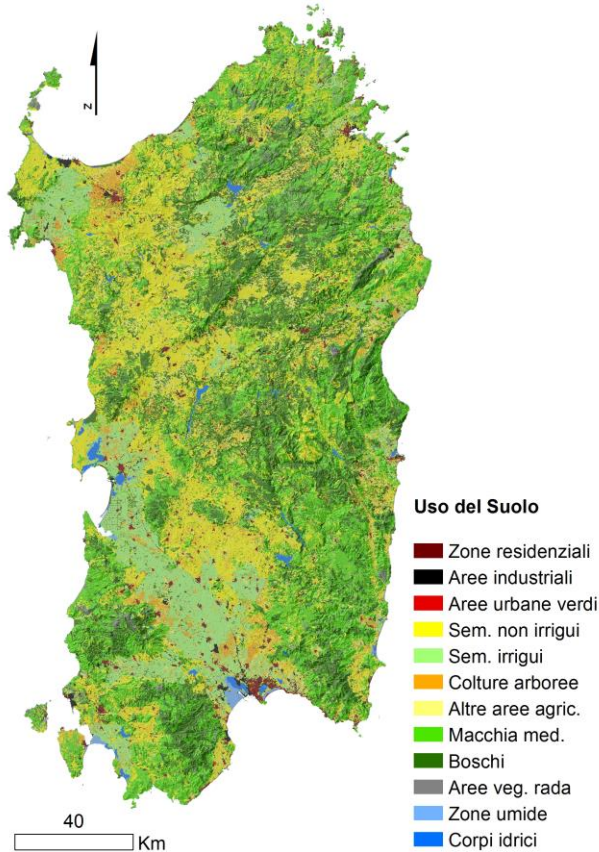 z
Uso del Suolo
Zone residenziali
Aree industriali
Aree urbane verdi
Sem. non irrigui
Sem. irrigui
Colture arboree
Altre aree agric.
Macchia med.
Boschi
Aree veg. rada
Zone umide
Corpi idrici
40
Km